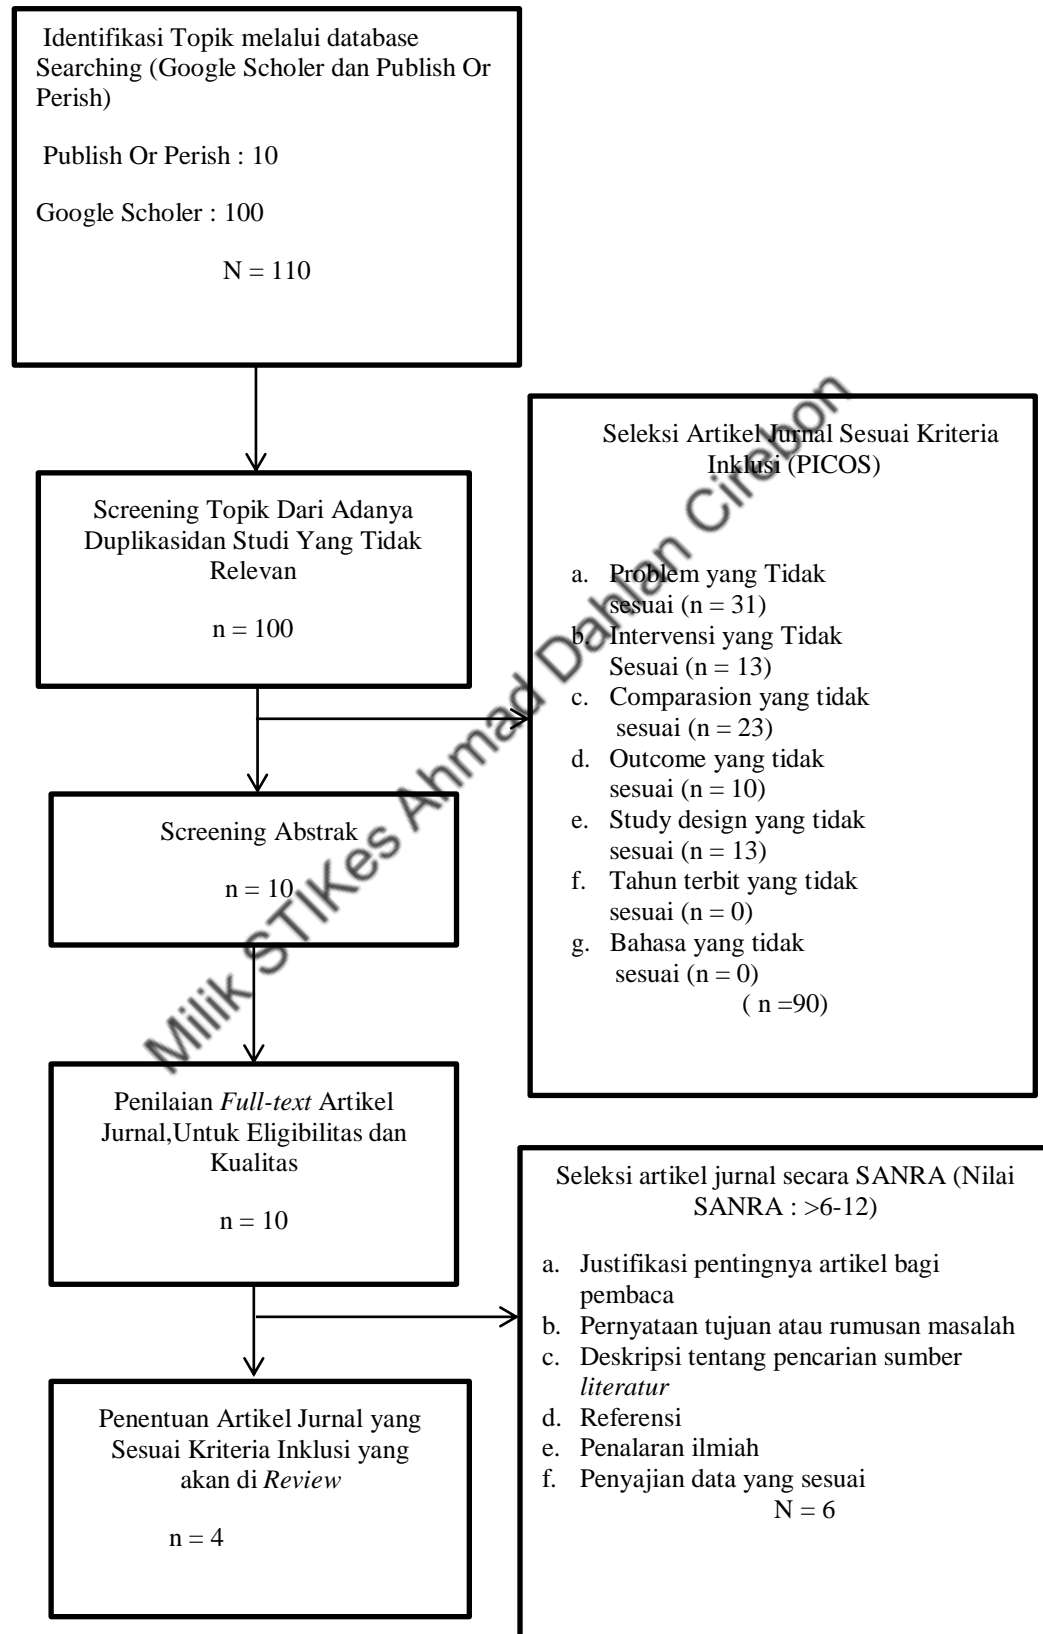 Identifikasi Topik melalui database
Searching (Google Scholer dan Publish Or
Perish)
Publish Or Perish : 10
Google Scholer : 100
N = 110
Screening Topik Dari Adanya
Duplikasidan Studi Yang Tidak
Relevan
n = 100
Seleksi Artikel Jurnal Sesuai Kriteria
Inklusi (PICOS)
a. Problem yang Tidak
sesuai (n = 31)
b. Intervensi yang Tidak
Sesuai (n = 13)
c. Comparasion yang tidak
sesuai (n = 23)
d. Outcome yang tidak
sesuai (n = 10)
e. Study design yang tidak
sesuai (n = 13)
f. Tahun terbit yang tidak
sesuai (n = 0)
g. Bahasa yang tidak
sesuai (n = 0)
( n =90)
Screening Abstrak
n = 10
Penilaian Full-text Artikel
Jurnal,Untuk Eligibilitas dan
Kualitas
n = 10
Seleksi artikel jurnal secara SANRA (Nilai
SANRA : >6-12)
a. Justifikasi pentingnya artikel bagi
pembaca
b. Pernyataan tujuan atau rumusan masalah
c. Deskripsi tentang pencarian sumber
literatur
d. Referensi
e. Penalaran ilmiah
f. Penyajian data yang sesuai
N = 6
Penentuan Artikel Jurnal yang
Sesuai Kriteria Inklusi yang
akan di Review
n = 4
Milik STIKes Ahmad Dahlan Cirebon